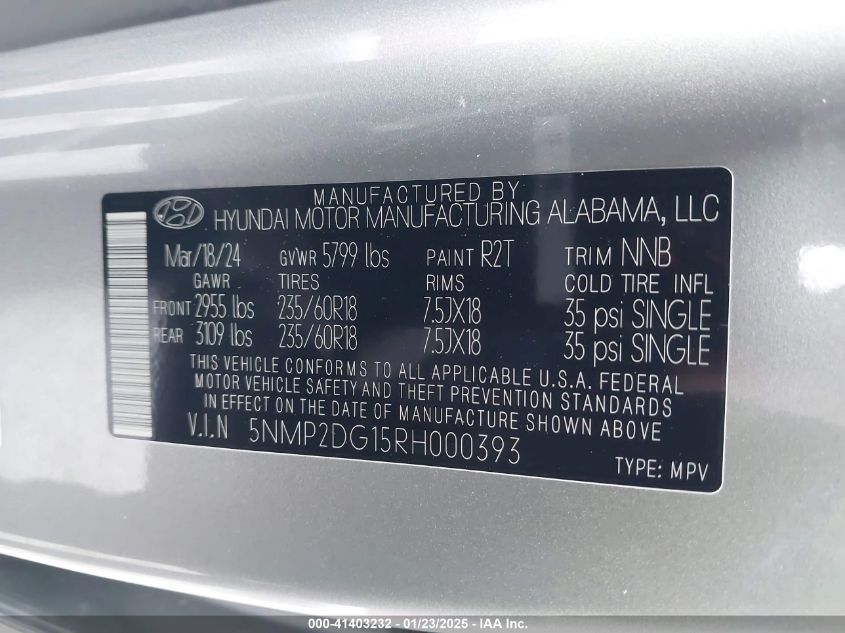 MANUFACTURED BY
HYUNDAI MOTOR MANUFACTURING ALABAMA, LLC
Mar/18/24 GVWR 5799 lbs PAINT R2T TRIM NNB
GAWR TIRES RIMS COLD TIRE INFL
FRONT 2955 lbs 235/60R18 7.5JX18 35 psi SINGLE
REAR 3109 lbs 235/60R18 7.5JX18 35 psi SINGLE
THIS VEHICLE CONFORMS TO ALL APPLICABLE U.S.A. FEDERAL
MOTOR VEHICLE SAFETY AND THEFT PREVENTION STANDARDS
IN EFFECT ON THE DATE OF MANUFACTURE SHOWN ABOVE
V.I.N 5NMP2DG15RH000393
TYPE: MPV
000-41403232 - 01/23/2025 - IAA Inc.